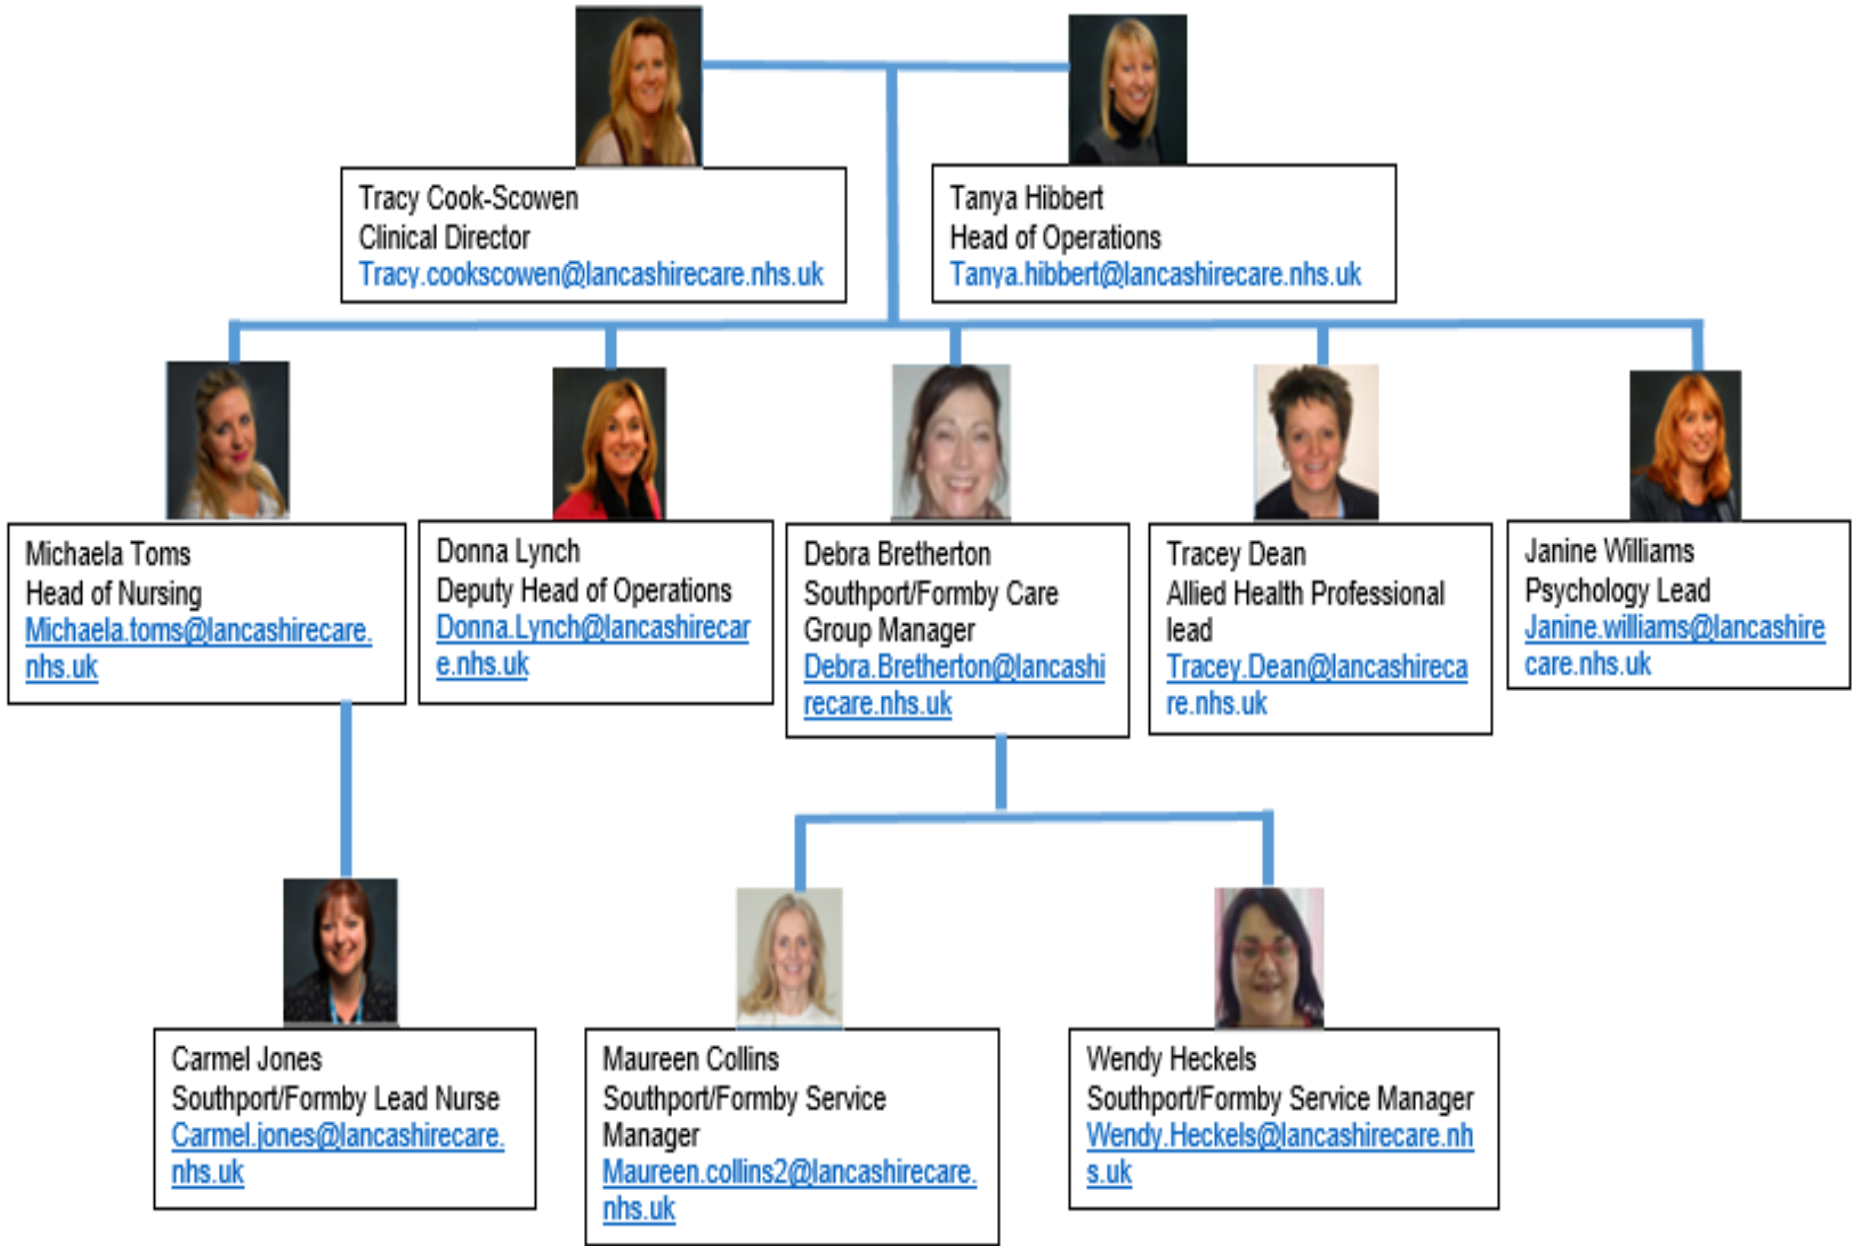 Tracy Cook-Scowen
Clinical Director
Tracy.cookscowen@lancashirecare.nhs.uk
Tanya Hibbert
Head of Operations
Tanya.hibbert@lancashirecare.nhs.uk
Michaela Toms
Head of Nursing
Michaela.toms@lancashirecare.
nhs.uk
Donna Lynch
Deputy Head of Operations
Donna.Lynch@lancashirecar
e.nhs.uk
Debra Bretherton
Southport/Formby Care
Group Manager
Debra.Bretherton@lancashi
recare.nhs.uk
Tracey Dean
Allied Health Professional
lead
Tracey.Dean@lancashireca
re.nhs.uk
Janine Williams
Psychology Lead
Janine.williams@lancashire
care.nhs.uk
Carmel Jones
Southport/Formby Lead Nurse
Carmel.jones@lancashirecare.
nhs.uk
Maureen Collins
Southport/Formby Service
Manager
Maureen.collins2@lancashirecare.
nhs.uk
Wendy Heckels
Southport/Formby Service Manager
Wendy.Heckels@lancashirecare.nh
s.uk